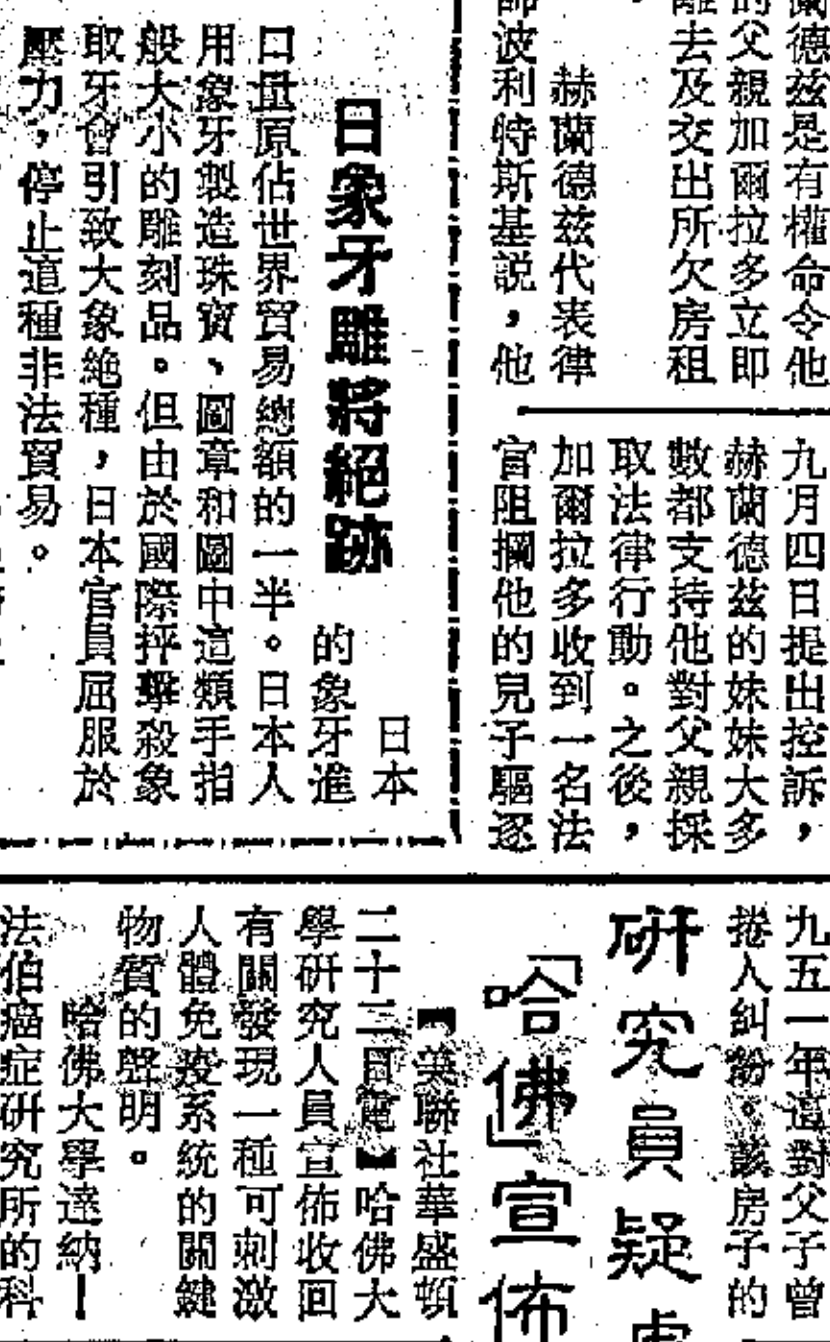 蘭德茲是有權命令他
的父親加爾拉多立即
離去及交出所欠房租
赫蘭德茲代表律
師波利特斯基説，他
九月四日提出控訴，
赫蘭德茲的妹妹大多
數都支持他對父親採
取法律行動。之後，
加爾拉多收到一名法
官阻攔他的兒子驅逐
日象牙雕將絕跡
日本
的象牙進
口量原佔世界貿易總額的一半。日本人
用象牙製造珠寶、圖章和圖中這類手指
般大小的雕刻品。但由於國際抨擊殺象
取牙會引致大象絶種，日本官員屈服於
壓力，停止這種非法貿易。
九五一年這對父子曾
捲入糾紛。該房子的
研究員疑
「哈佛」宣佈
【美聯社華盛頓
二十二日電】哈佛大
學研究人員宣佈收回
有關發現一種可刺激
人體免疫系統的關鍵
物質的聲明。
哈佛大學達納—
法伯癌症研究所的科